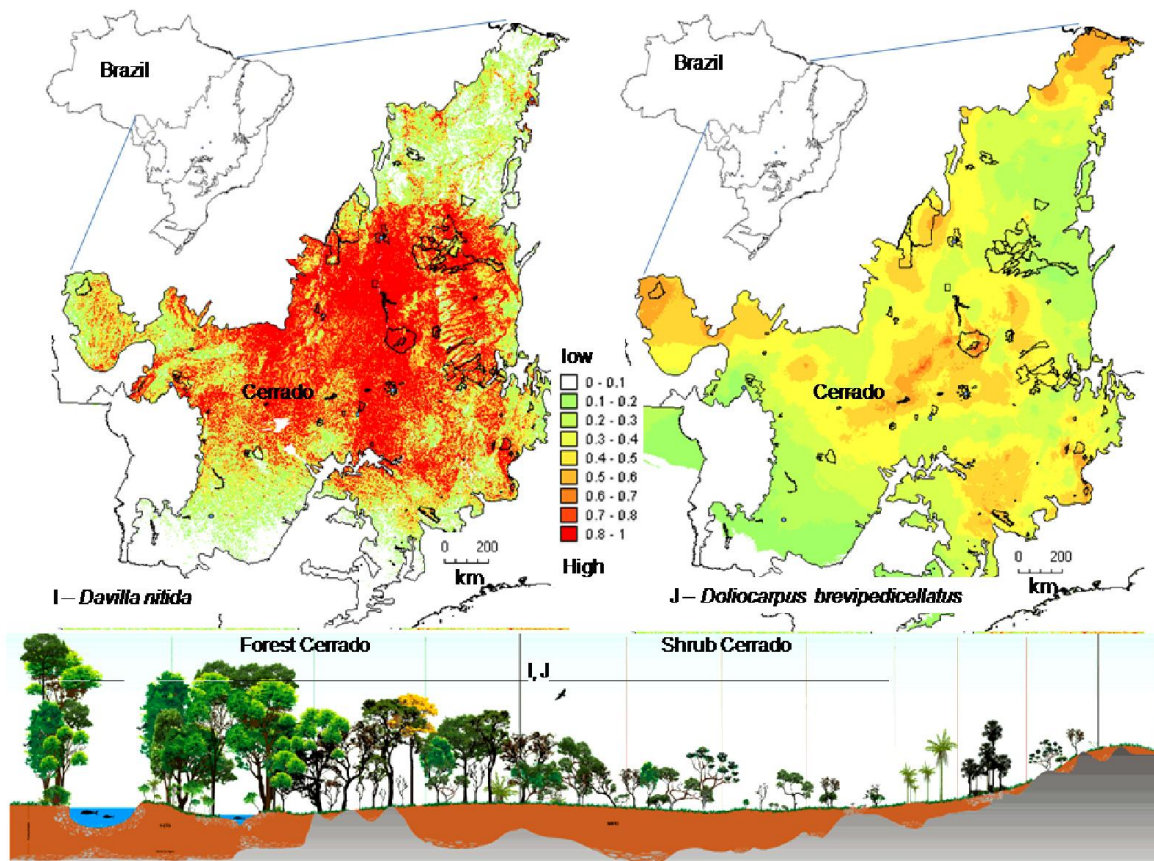 Brazil
Brazil
Cerrado
Cerrado
low
0 - 0.1
0.1 - 0.2
0.2 - 0.3
0.3 - 0.4
0.4 - 0.5
0.5 - 0.6
0.6 - 0.7
0.7 - 0.8
0.8 - 1
High
0 200
km
0 200
km
I – Davilla nitida
J – Doliocarpus brevipedicellatus
Forest Cerrado
Shrub Cerrado
I, J